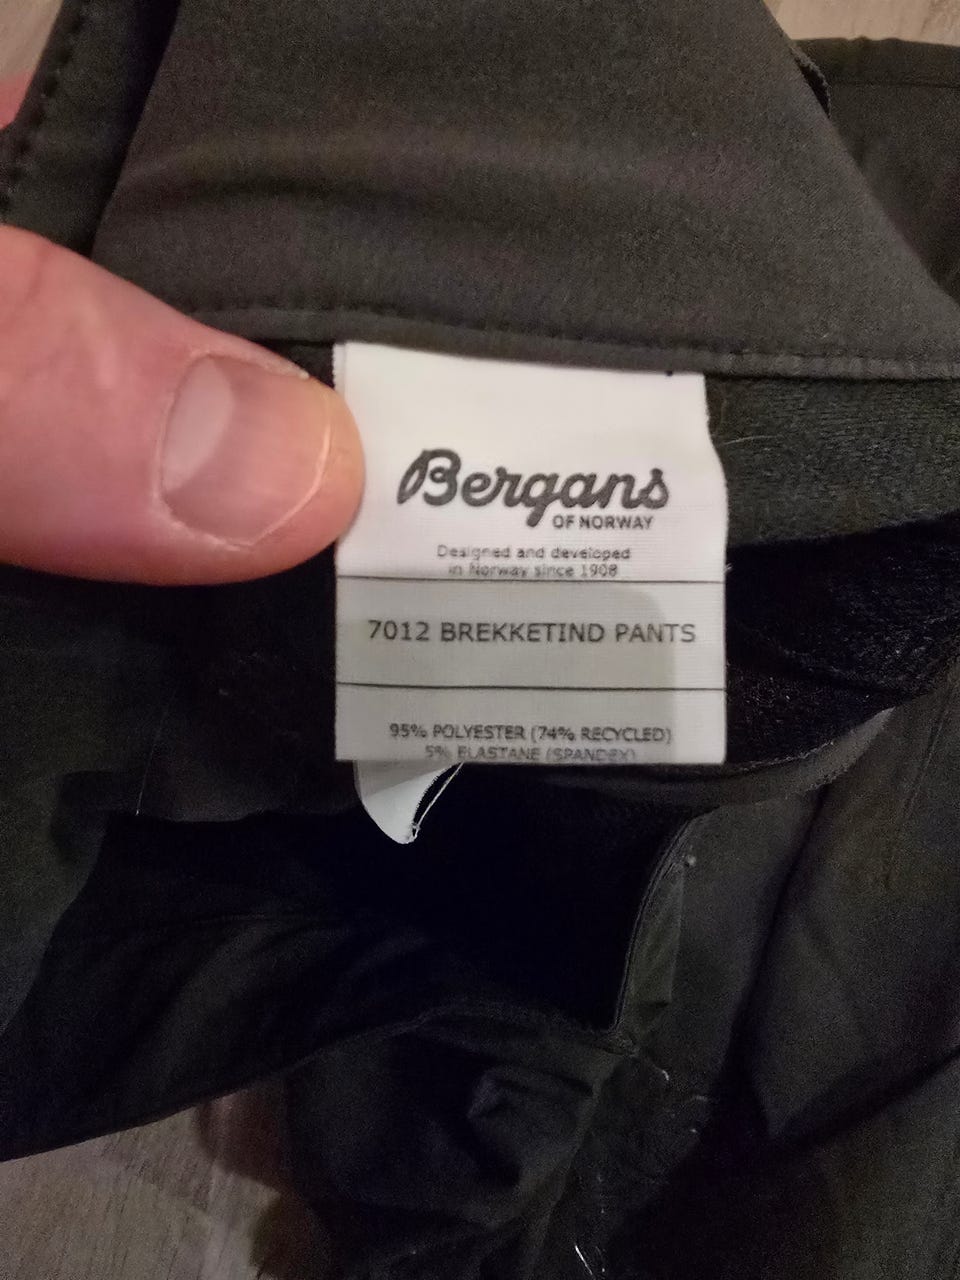 Bergans
OF NORWAY
Designed and developed
in Norway since 1908
7012 BREKKETIND PANTS
95% POLYESTER (74% RECYCLED)
5% ELASTANE (SPANDEX)